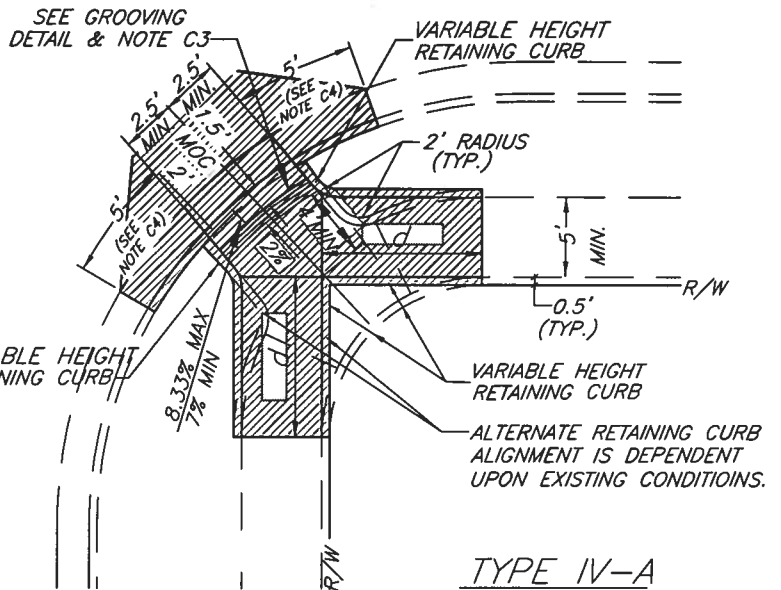 SEE GROOVING
DETAIL & NOTE C3
VARIABLE HEIGHT
RETAINING CURB
2.5'
MIN.
2.5'
MIN.
5'
(SEE
NOTE C4)
1.5'
MOC
2'
5'
(SEE
NOTE C4)
2' RADIUS
(TYP.)
4' MIN
2%
5'
MIN.
R/W
0.5'
(TYP.)
BLE HEIGHT
NING CURB
8.33% MAX
7% MIN
VARIABLE HEIGHT
RETAINING CURB
ALTERNATE RETAINING CURB
ALIGNMENT IS DEPENDENT
UPON EXISTING CONDITIOINS.
R/W
TYPE IV-A